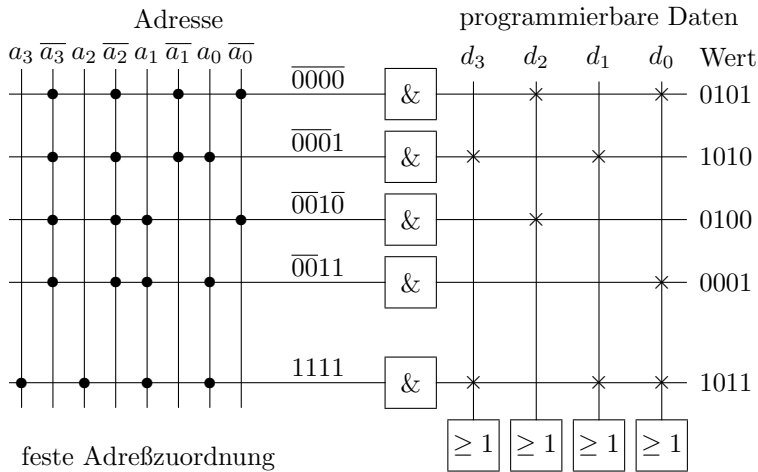 Adresse programmierbare Daten
a₃ a̅₃̅ a₂ a̅₂̅ a₁ a̅₁̅ a₀ a̅₀̅ d₃ d₂ d₁ d₀ Wert
0̅0̅0̅0̅ & 0101
0̅0̅0̅1 & 1010
0̅0̅10̅ & 0100
0̅0̅11 & 0001
1111 & 1011
≥ 1 ≥ 1 ≥ 1 ≥ 1
feste Adreßzuordnung